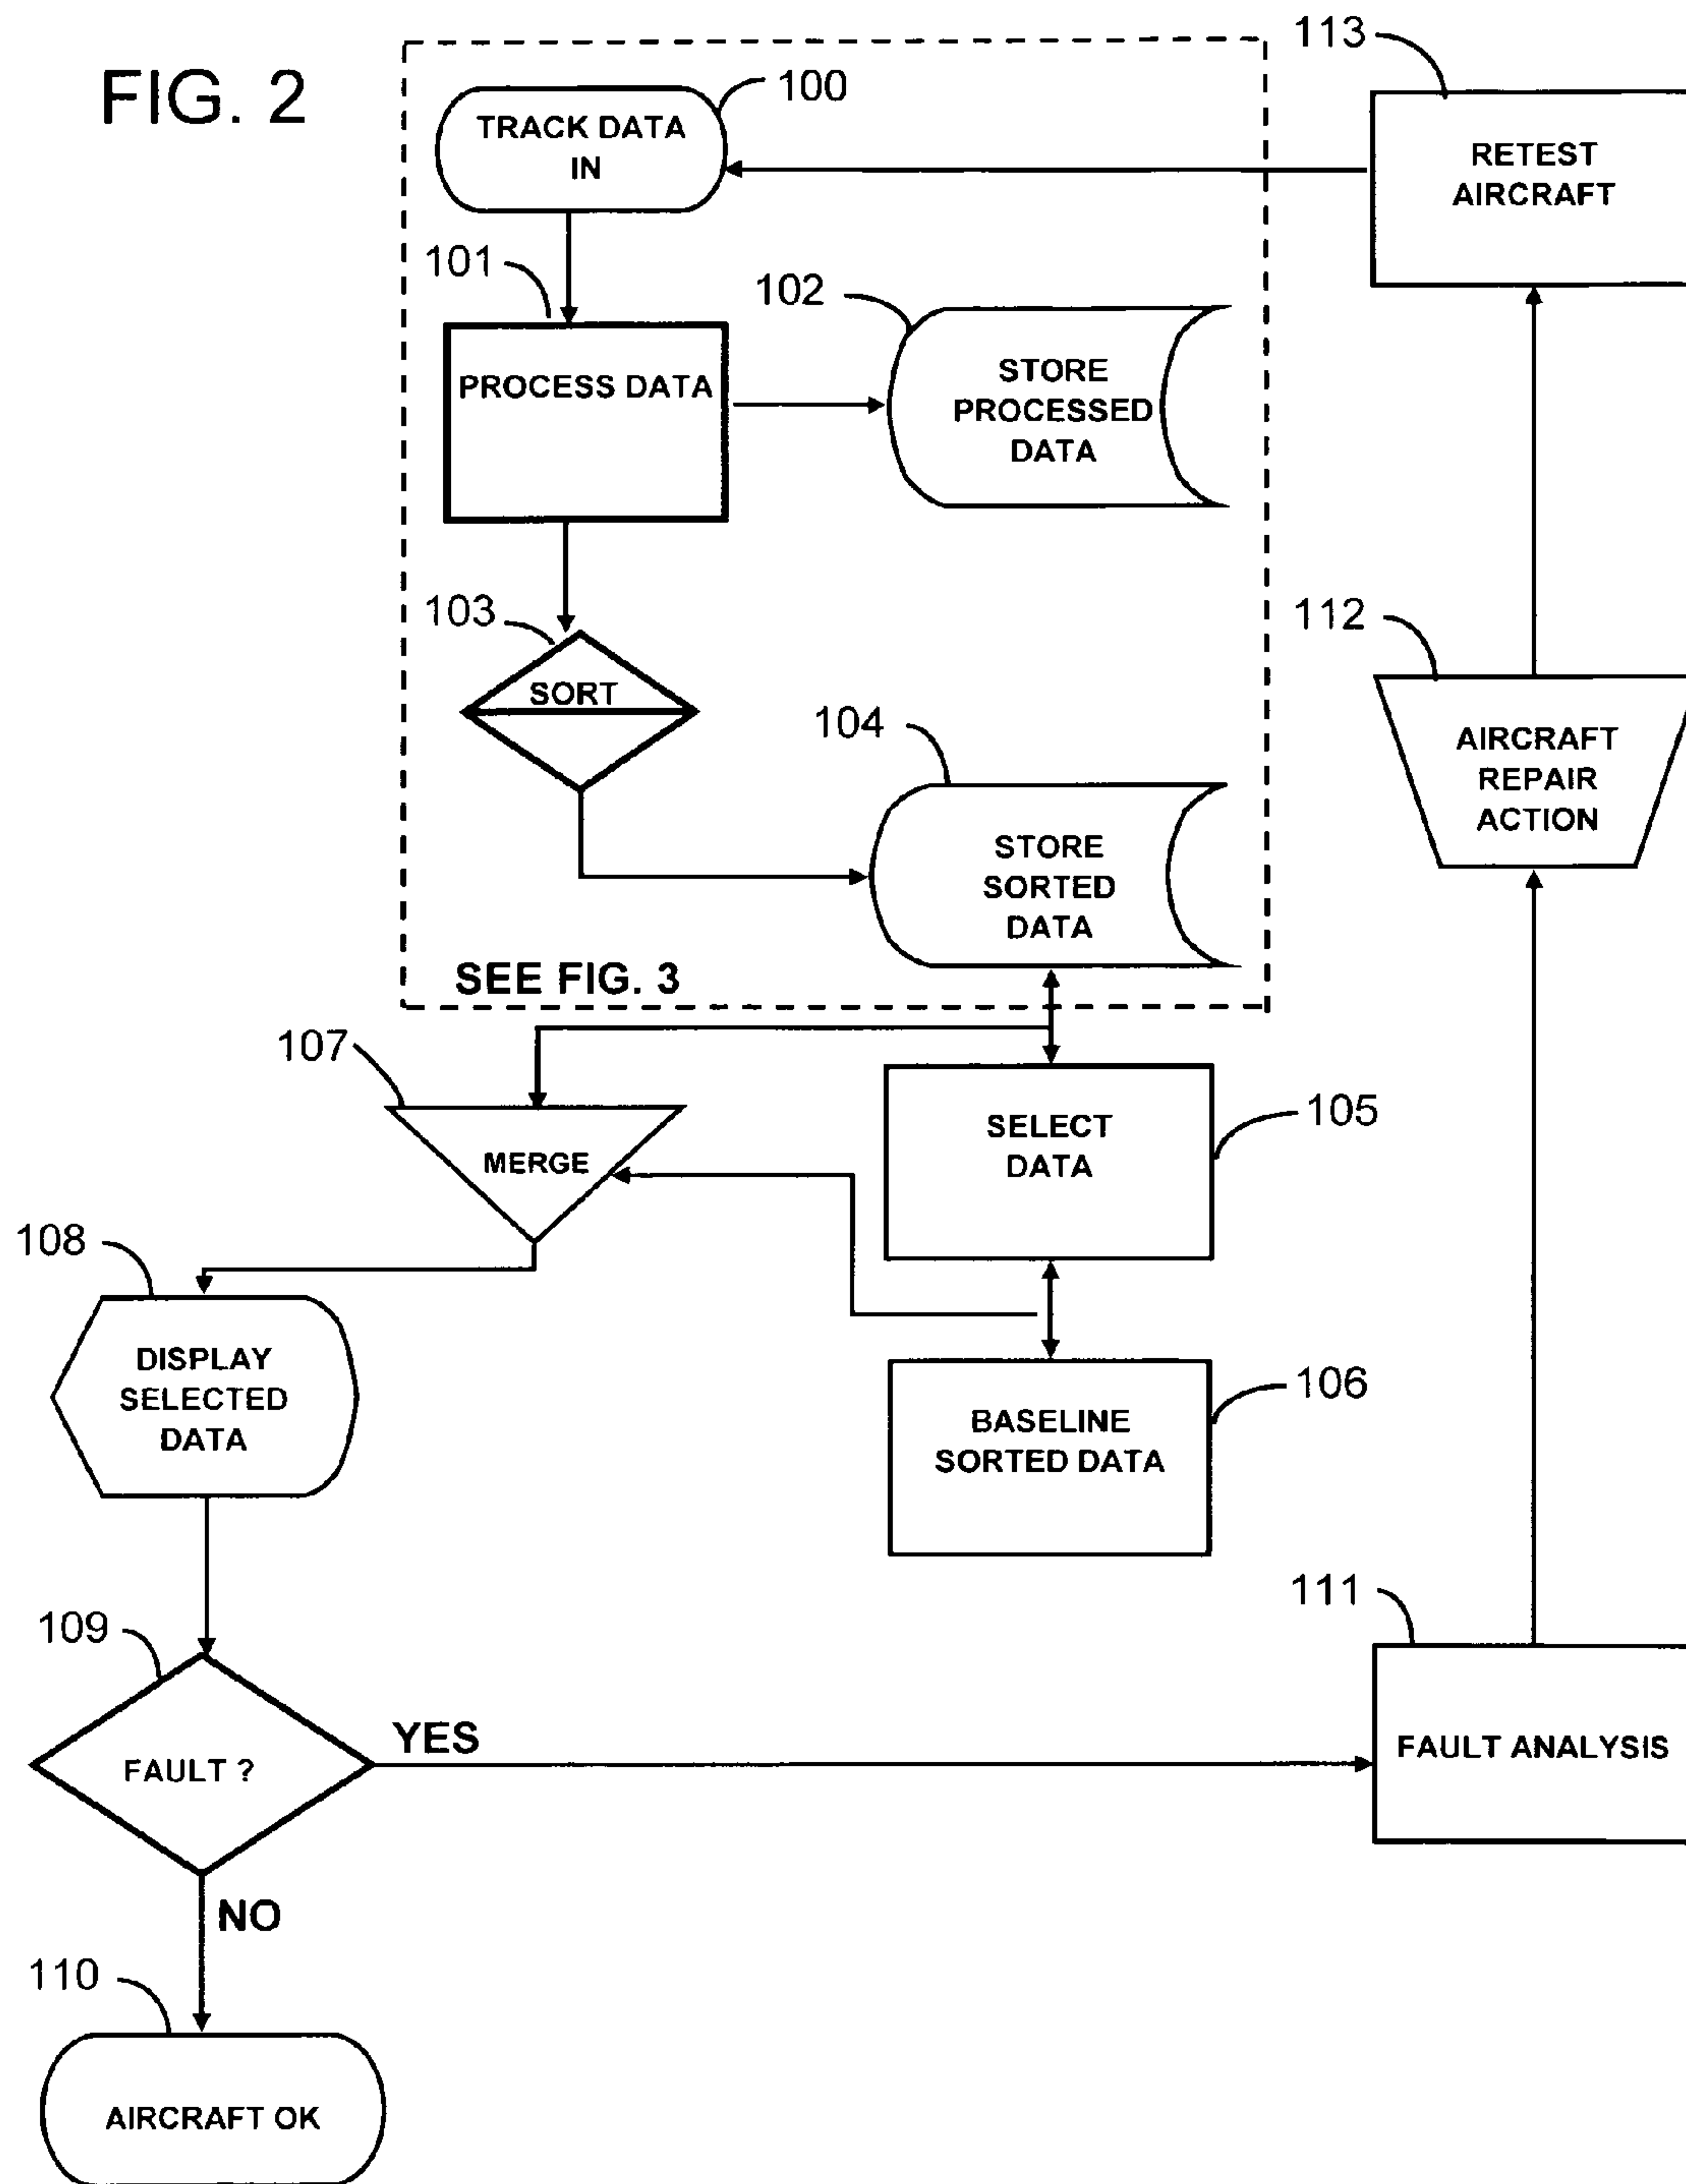 FIG. 2
100
TRACK DATA
IN
113
RETEST
AIRCRAFT
101
PROCESS DATA
102
STORE
PROCESSED
DATA
103
SORT
104
STORE
SORTED
DATA
112
AIRCRAFT
REPAIR
ACTION
SEE FIG. 3
107
MERGE
105
SELECT
DATA
108
DISPLAY
SELECTED
DATA
106
BASELINE
SORTED DATA
109
FAULT ?
YES
111
FAULT ANALYSIS
NO
110
AIRCRAFT OK